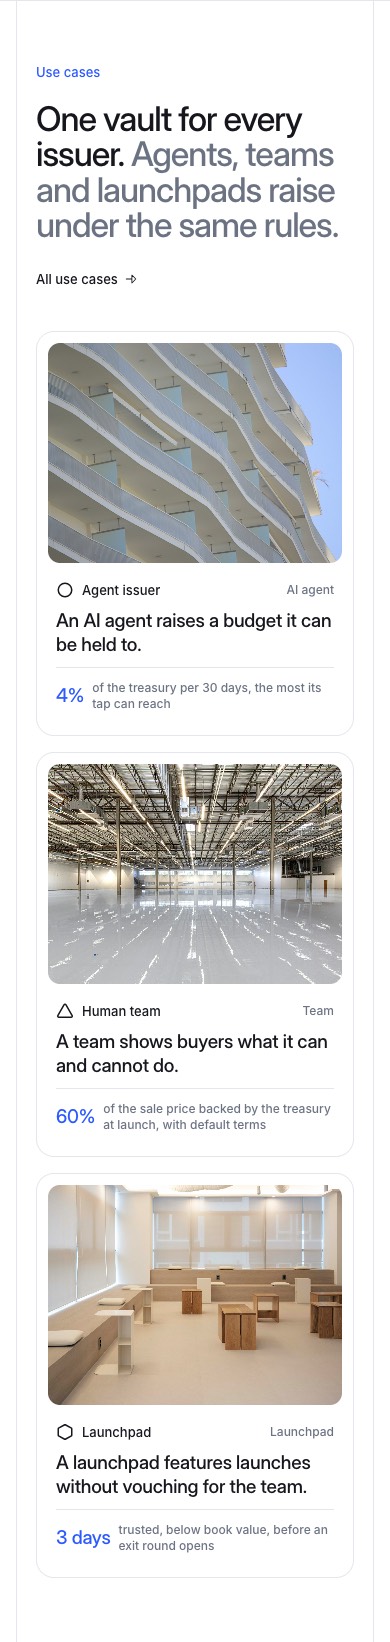 Use cases
One vault for every
issuer. Agents, teams
and launchpads raise
under the same rules.
All use cases
Agent issuer
AI agent
An AI agent raises a budget it can
be held to.
4%
of the treasury per 30 days, the most its
tap can reach
Human team
Team
A team shows buyers what it can
and cannot do.
60%
of the sale price backed by the treasury
at launch, with default terms
Launchpad
Launchpad
A launchpad features launches
without vouching for the team.
3 days
trusted, below book value, before an
exit round opens